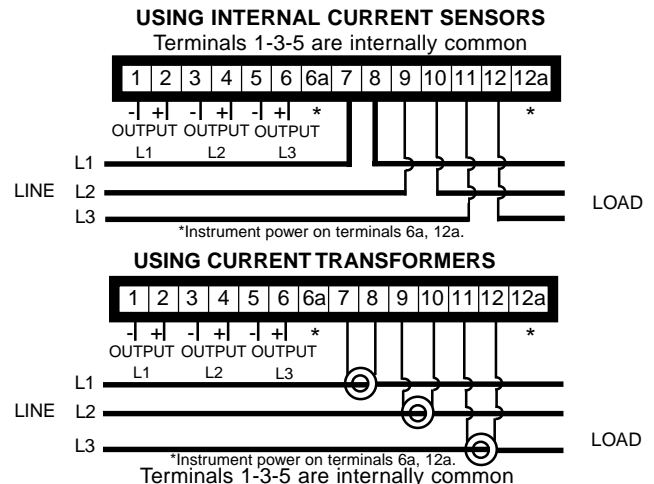 USING INTERNAL CURRENT SENSORS
Terminals 1-3-5 are internally common
1 2 3 4 5 6 6a 7 8 9 10 11 12 12a
- + - + - + * *
OUTPUT OUTPUT OUTPUT
L1 L2 L3
L1
LINE L2 LOAD
L3
*Instrument power on terminals 6a, 12a.
USING CURRENT TRANSFORMERS
1 2 3 4 5 6 6a 7 8 9 10 11 12 12a
- + - + - + * *
OUTPUT OUTPUT OUTPUT
L1 L2 L3
L1
LINE L2
L3 LOAD
*Instrument power on terminals 6a, 12a.
Terminals 1-3-5 are internally common